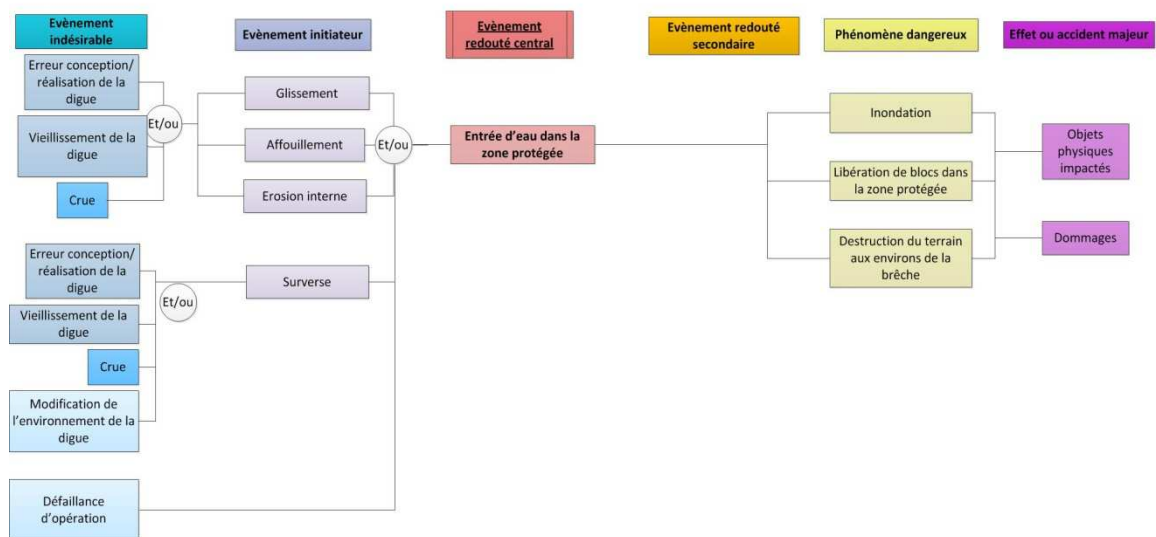 Evènement
indésirable
Evènement initiateur
Evènement
redouté central
Evènement redouté
secondaire
Phénomène dangereux
Effet ou accident majeur
Erreur conception/
réalisation de la
digue
Et/ou
Vieillissement de la
digue
Crue
Glissement
Affouillement
Erosion interne
Et/ou
Entrée d'eau dans la
zone protégée
Inondation
Libération de blocs dans
la zone protégée
Destruction du terrain
aux environs de la
brêche
Objets
physiques
impactés
Dommages
Erreur conception/
réalisation de la
digue
Et/ou
Vieillissement de la
digue
Crue
Modification de
l'environnement de la
digue
Surverse
Défaillance
d'opération